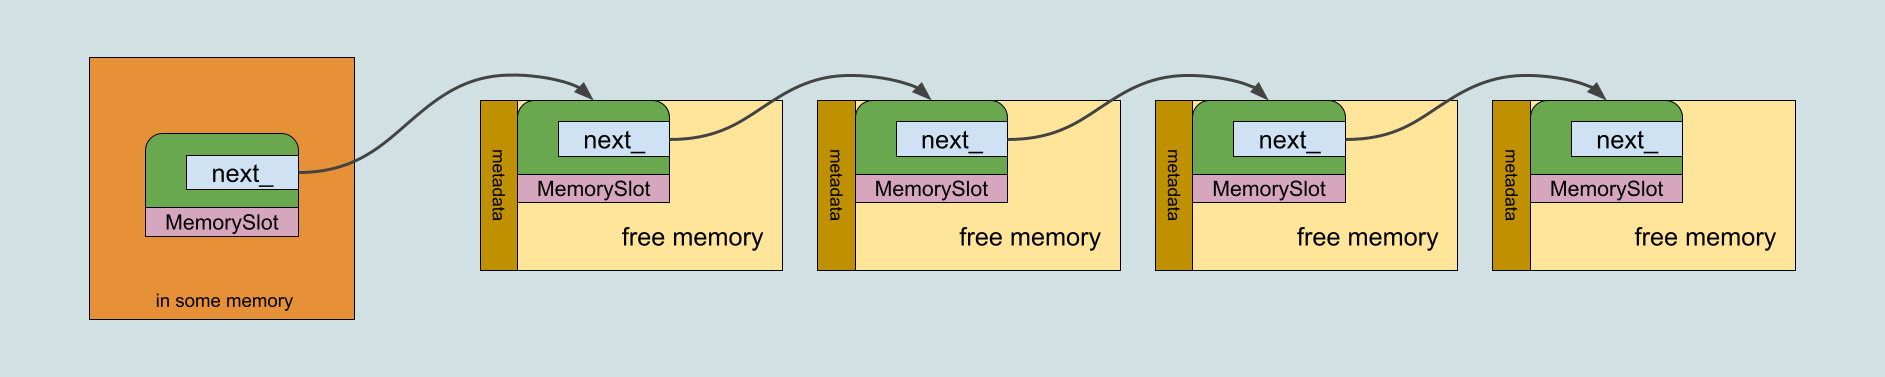 next_
MemorySlot
in some memory
metadata
next_
MemorySlot
free memory
metadata
next_
MemorySlot
free memory
metadata
next_
MemorySlot
free memory
metadata
next_
MemorySlot
free memory